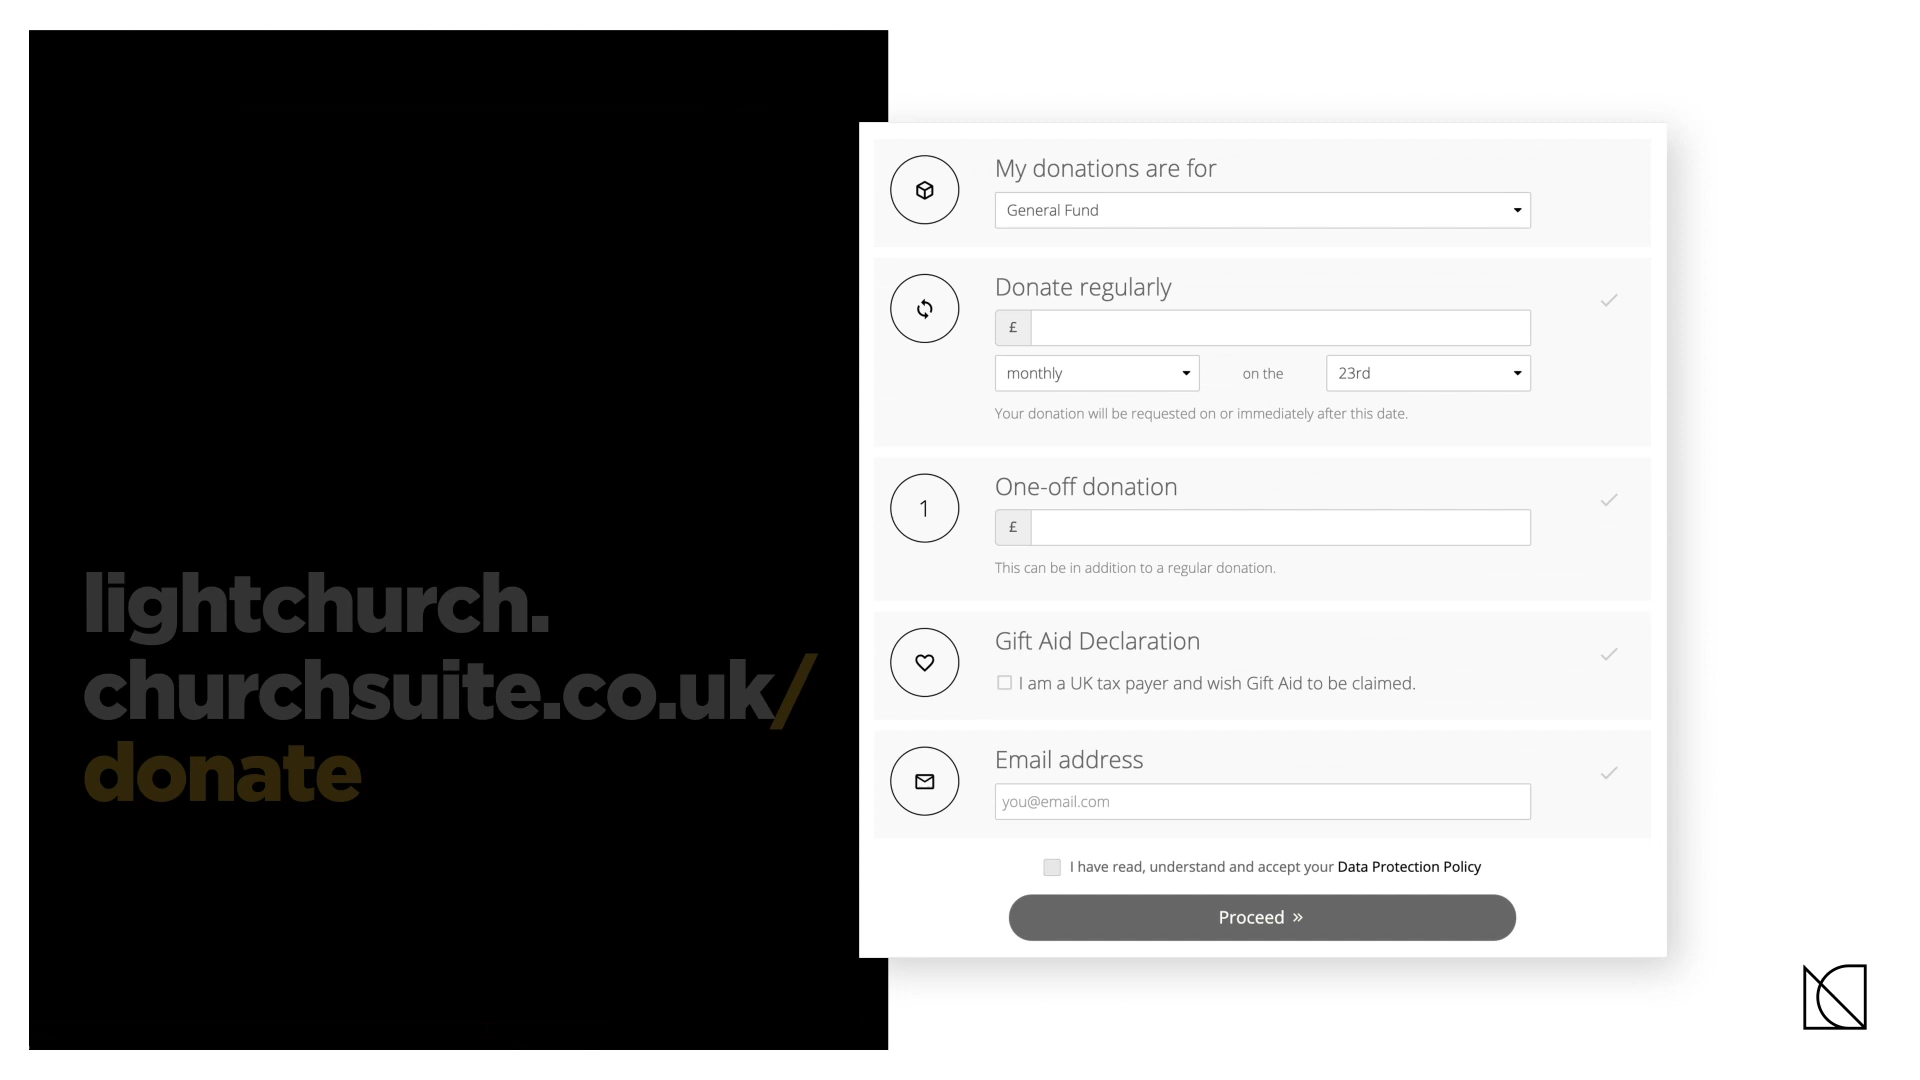 lightchurch.
churchsuite.co.uk/
donate
My donations are for
General Fund
Donate regularly
£
monthly on the 23rd
Your donation will be requested on or immediately after this date.
1
One-off donation
£
This can be in addition to a regular donation.
Gift Aid Declaration
I am a UK tax payer and wish Gift Aid to be claimed.
Email address
you@email.com
I have read, understand and accept your Data Protection Policy
Proceed »